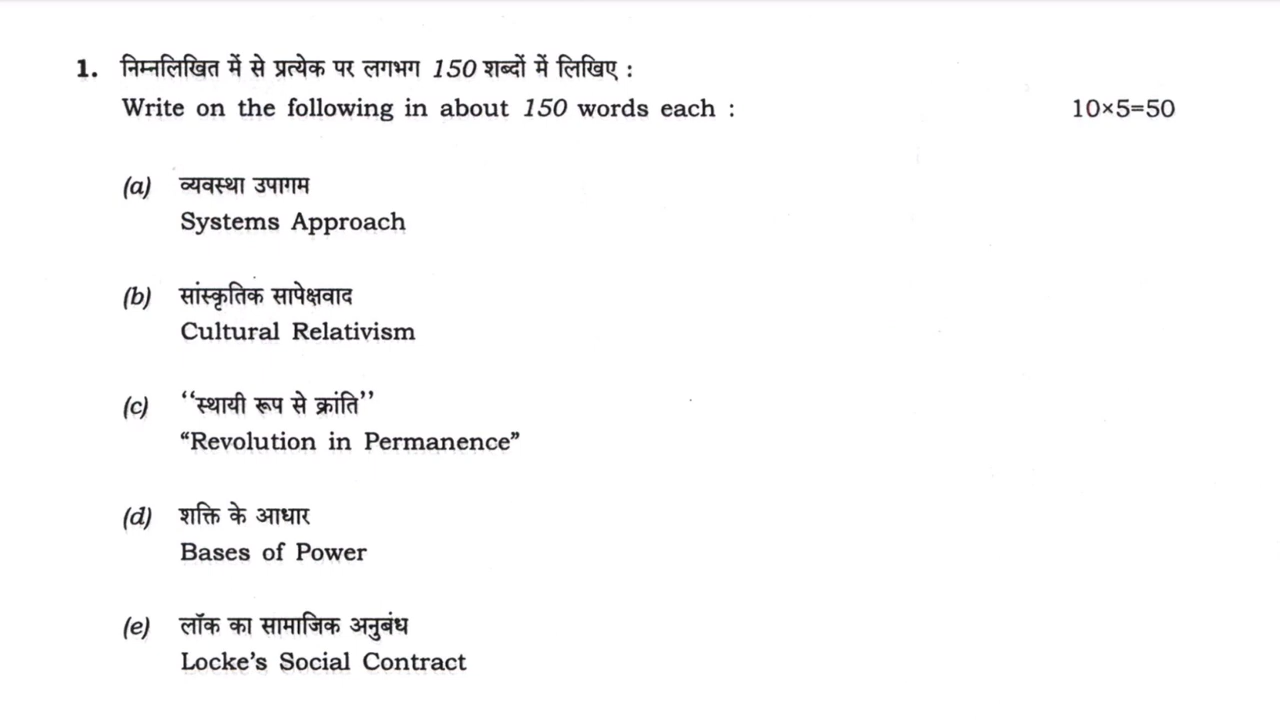 1. निम्नलिखित में से प्रत्येक पर लगभग 150 शब्दों में लिखिए :
Write on the following in about 150 words each : 10×5=50
(a) व्यवस्था उपागम
Systems Approach
(b) सांस्कृतिक सापेक्षवाद
Cultural Relativism
(c) ‘‘स्थायी रूप से क्रांति’’
“Revolution in Permanence”
(d) शक्ति के आधार
Bases of Power
(e) लॉक का सामाजिक अनुबंध
Locke’s Social Contract